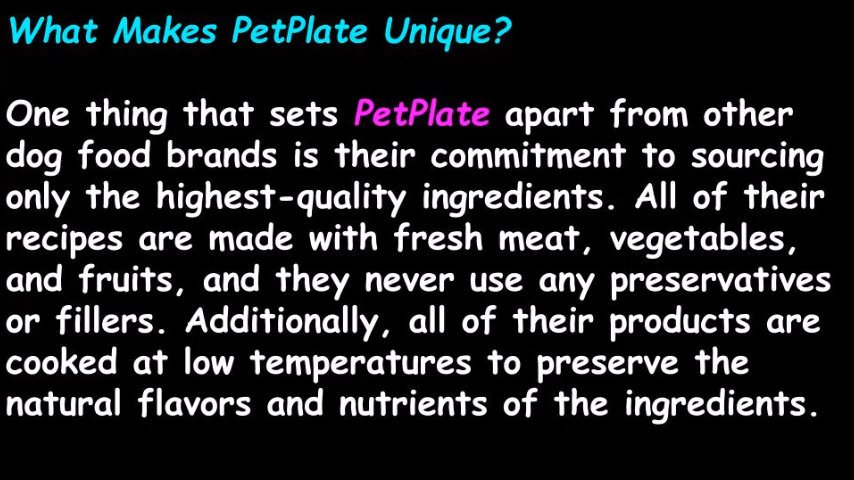 What Makes PetPlate Unique?
One thing that sets PetPlate apart from other
dog food brands is their commitment to sourcing
only the highest-quality ingredients. All of their
recipes are made with fresh meat, vegetables,
and fruits, and they never use any preservatives
or fillers. Additionally, all of their products are
cooked at low temperatures to preserve the
natural flavors and nutrients of the ingredients.